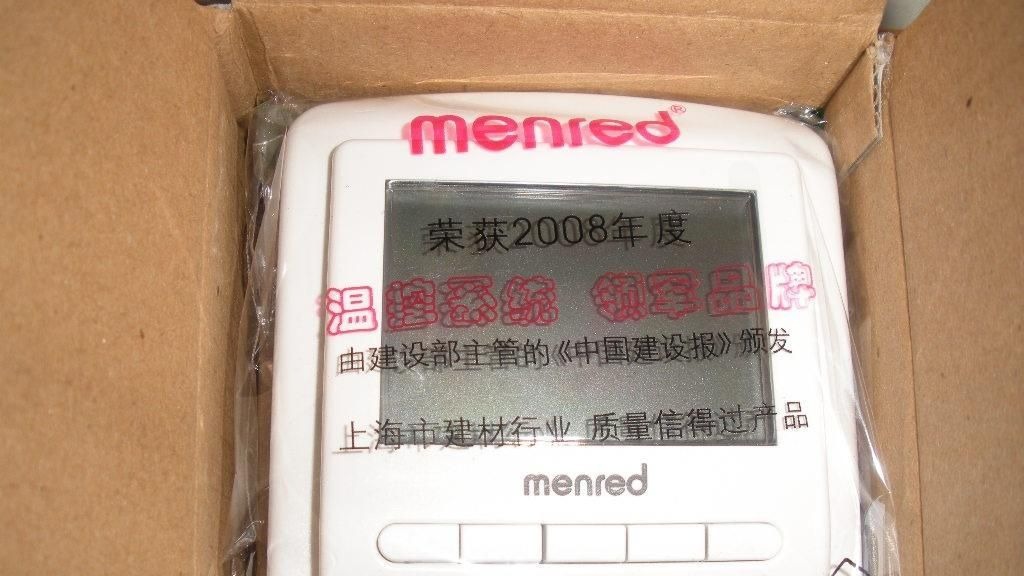 menred®
荣获2008年度
温控系统 领军品牌
由建设部主管的《中国建设报》颁发
上海市建材行业 质量信得过产品
menred